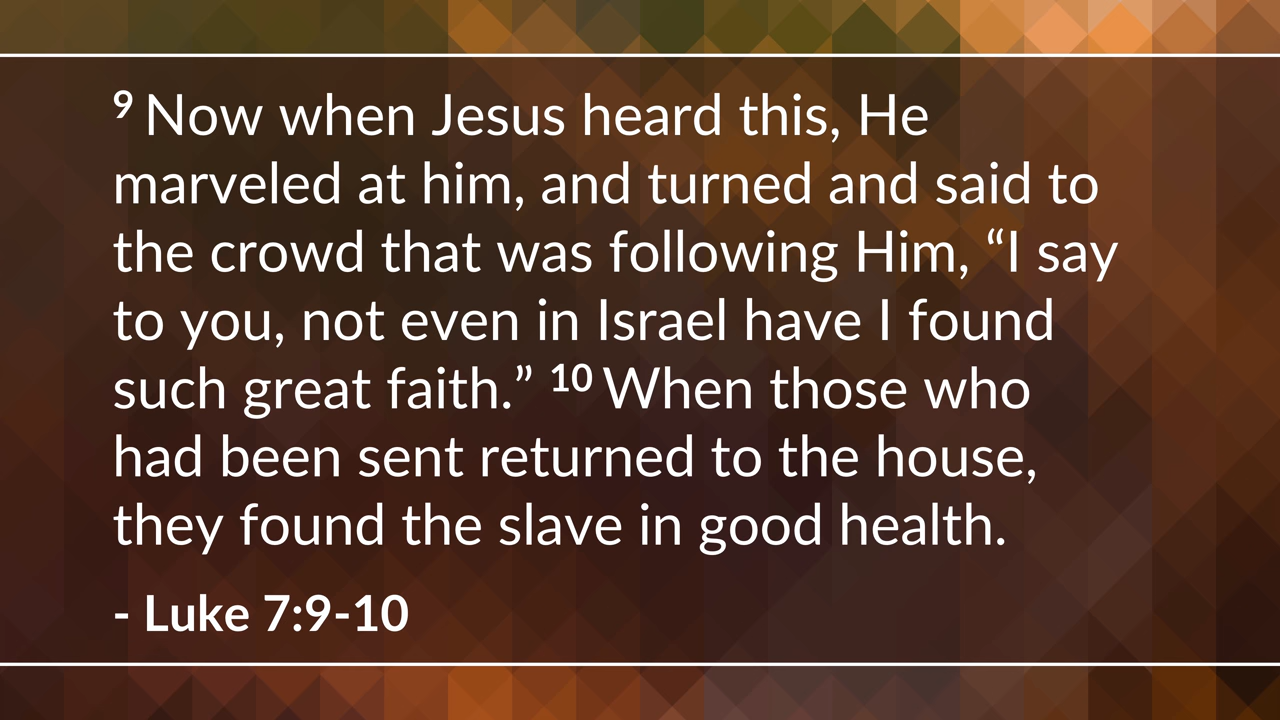 9 Now when Jesus heard this, He
marveled at him, and turned and said to
the crowd that was following Him, “I say
to you, not even in Israel have I found
such great faith.” 10 When those who
had been sent returned to the house,
they found the slave in good health.
- Luke 7:9-10